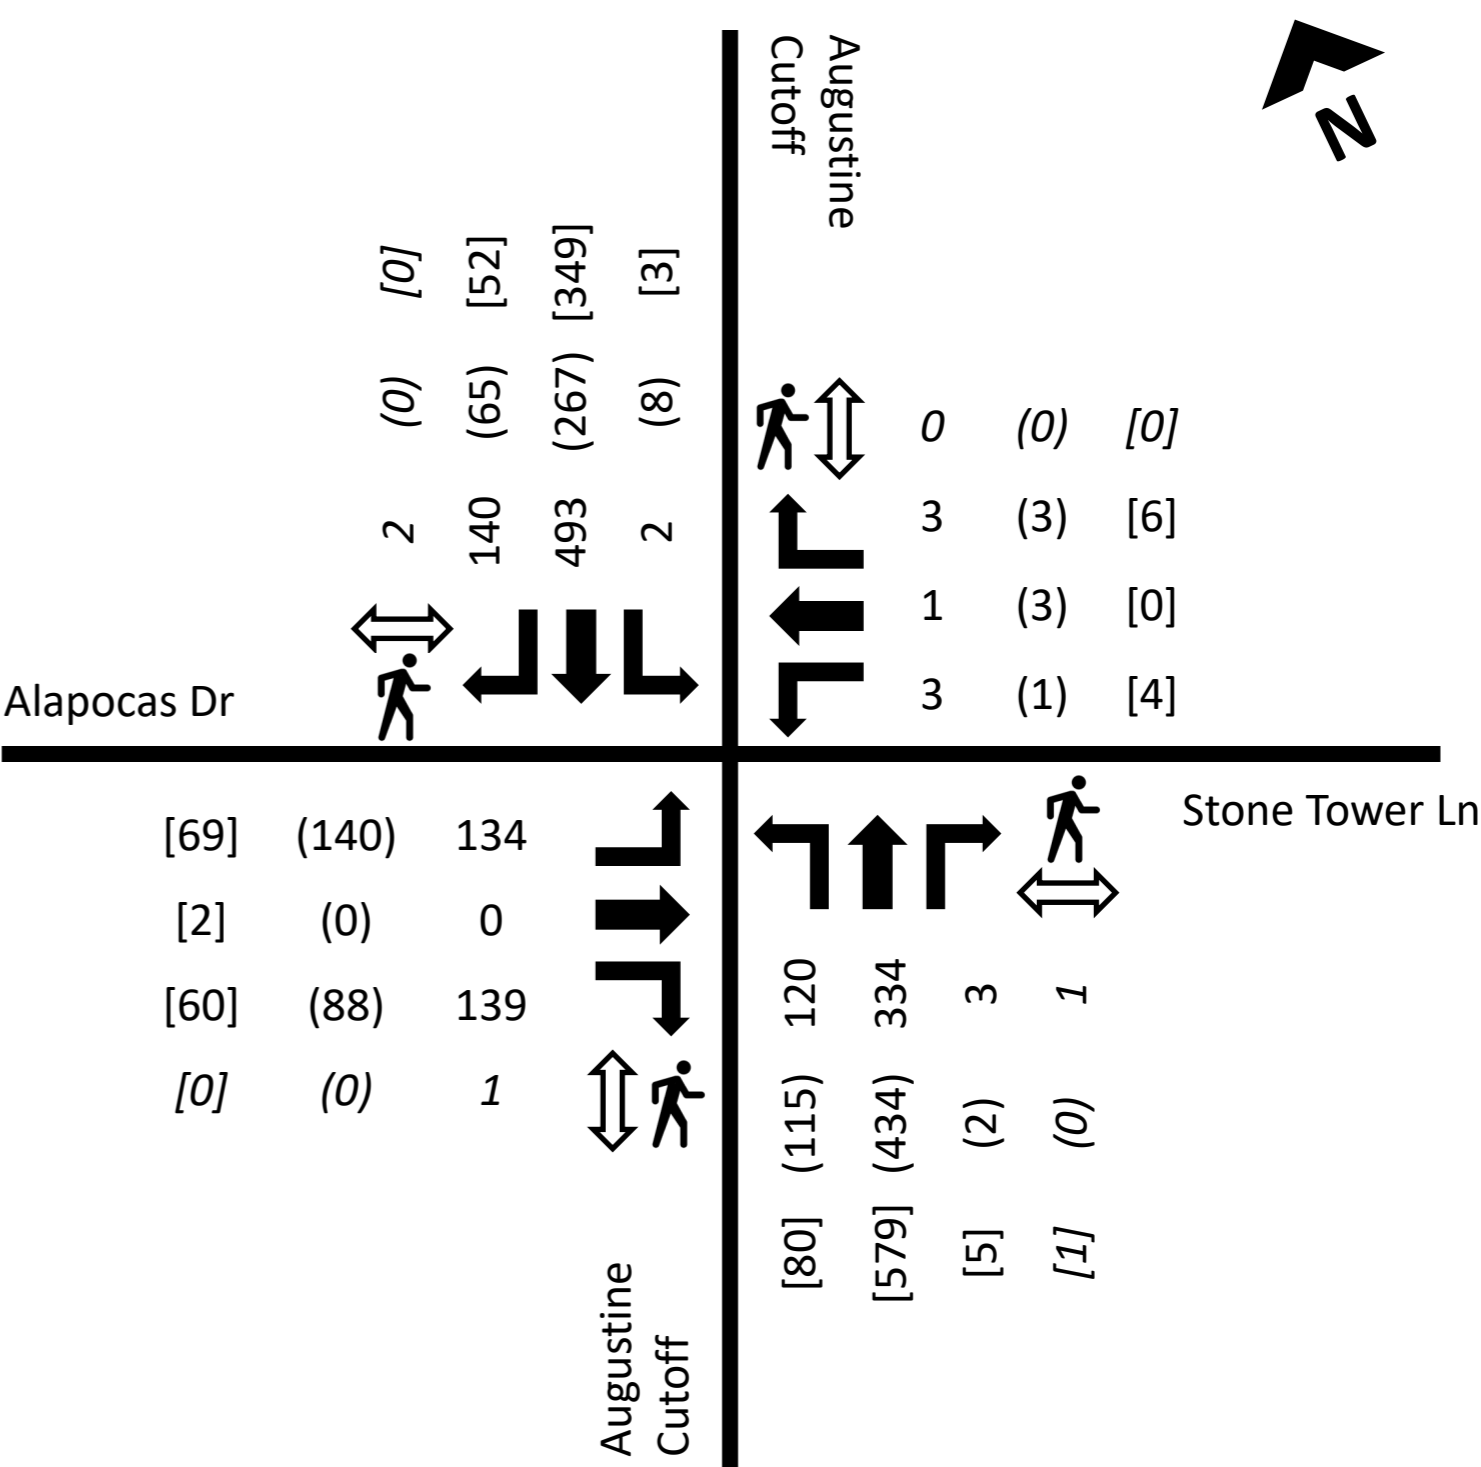 Augustine
Cutoff
N
[0] [52] [349] [3]
(0) (65) (267) (8)
2 140 493 2
0 (0) [0]
3 (3) [6]
1 (3) [0]
3 (1) [4]
Alapocas Dr
Stone Tower Ln
[69] (140) 134
[2] (0) 0
[60] (88) 139
[0] (0) 1
120 334 3 1
(115) (434) (2) (0)
[80] [579] [5] [1]
Augustine
Cutoff